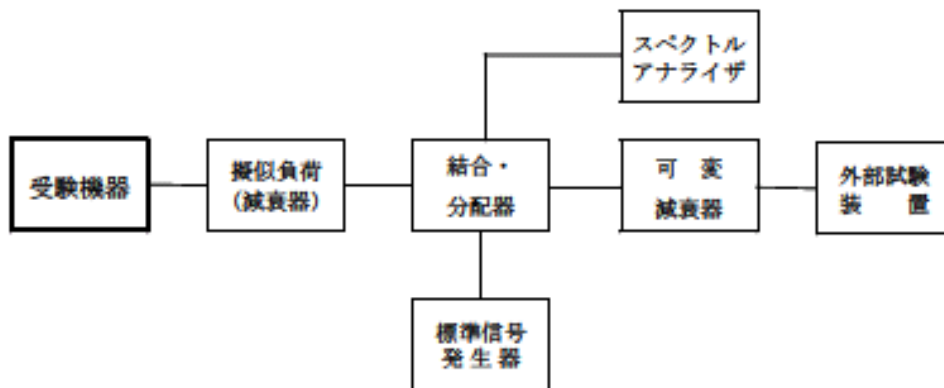 スペクトル
アナライザ
受験機器
擬似負荷
(減衰器)
結合・
分配器
可　変
減衰器
外部試験
装　　置
標準信号
発 生 器